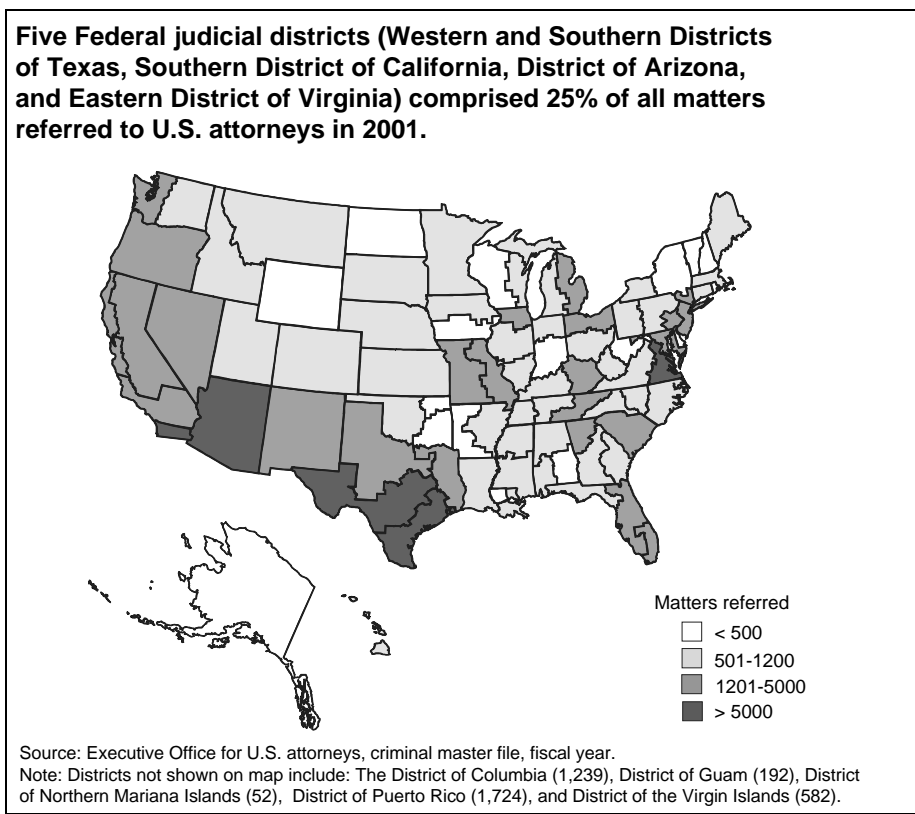 Five Federal judicial districts (Western and Southern Districts
of Texas, Southern District of California, District of Arizona,
and Eastern District of Virginia) comprised 25% of all matters
referred to U.S. attorneys in 2001.
Matters referred
< 500
501-1200
1201-5000
> 5000
Source: Executive Office for U.S. attorneys, criminal master file, fiscal year.
Note: Districts not shown on map include: The District of Columbia (1,239), District of Guam (192), District
of Northern Mariana Islands (52), District of Puerto Rico (1,724), and District of the Virgin Islands (582).